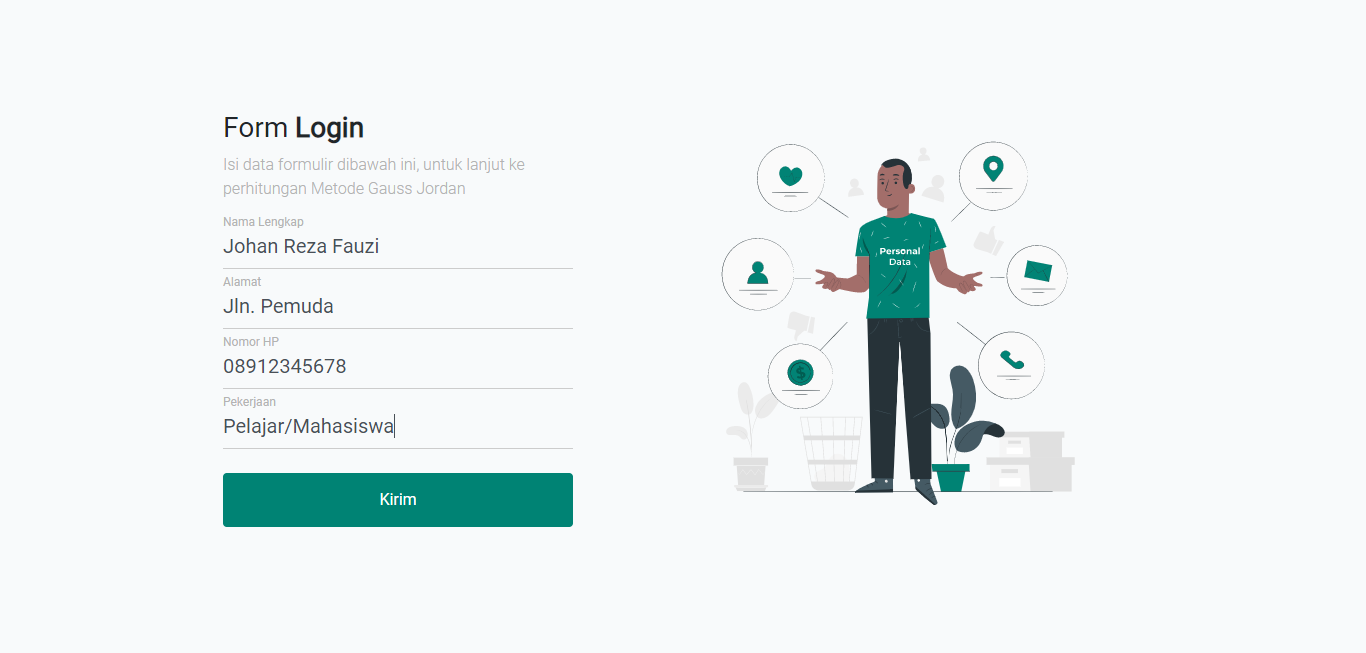 Form Login
Isi data formulir dibawah ini, untuk lanjut ke
perhitungan Metode Gauss Jordan
Nama Lengkap
Johan Reza Fauzi
Alamat
Jln. Pemuda
Nomor HP
08912345678
Pekerjaan
Pelajar/Mahasiswa
Kirim
Personal
Data
$